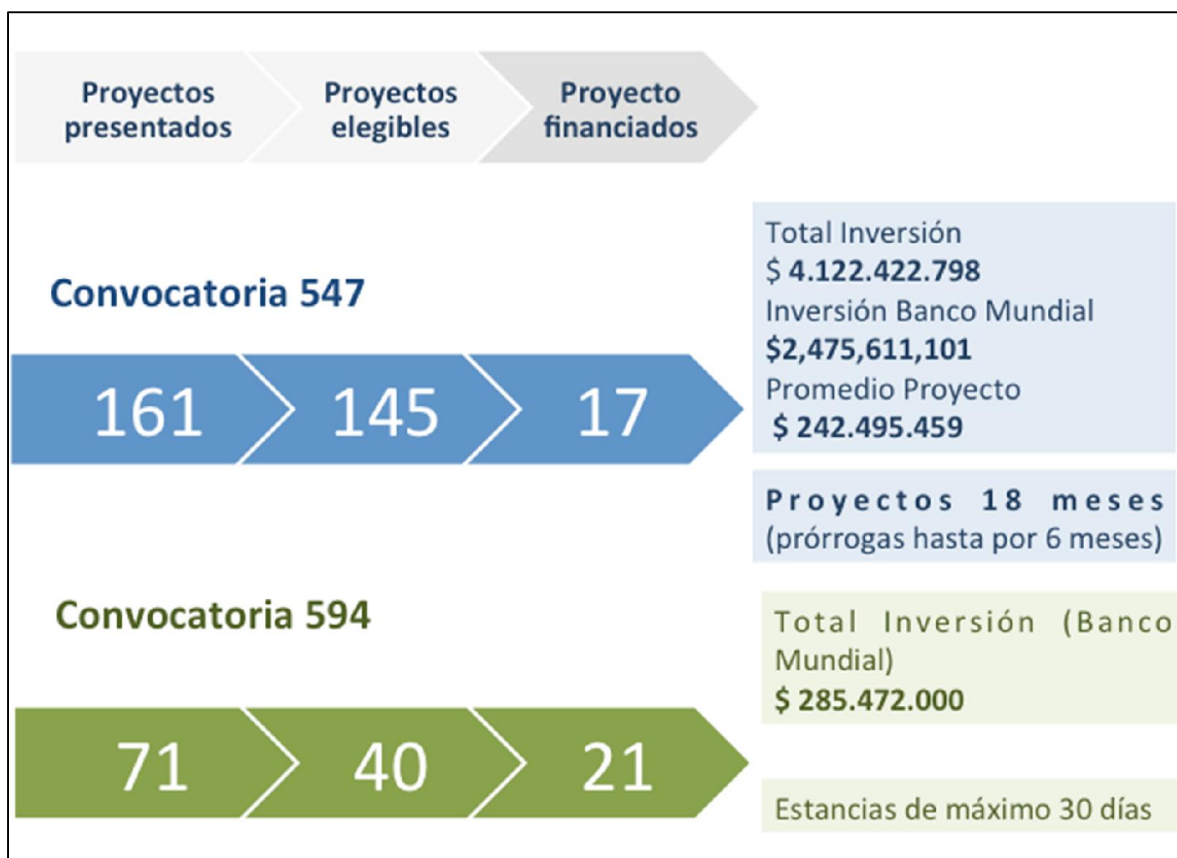 Proyectos
presentados
Proyectos
elegibles
Proyecto
financiados
Convocatoria 547
161
145
17
Total Inversión
$ 4.122.422.798
Inversión Banco Mundial
$2,475,611,101
Promedio Proyecto
$ 242.495.459
Proyectos 18 meses
(prórrogas hasta por 6 meses)
Convocatoria 594
71
40
21
Total Inversión (Banco
Mundial)
$ 285.472.000
Estancias de máximo 30 días